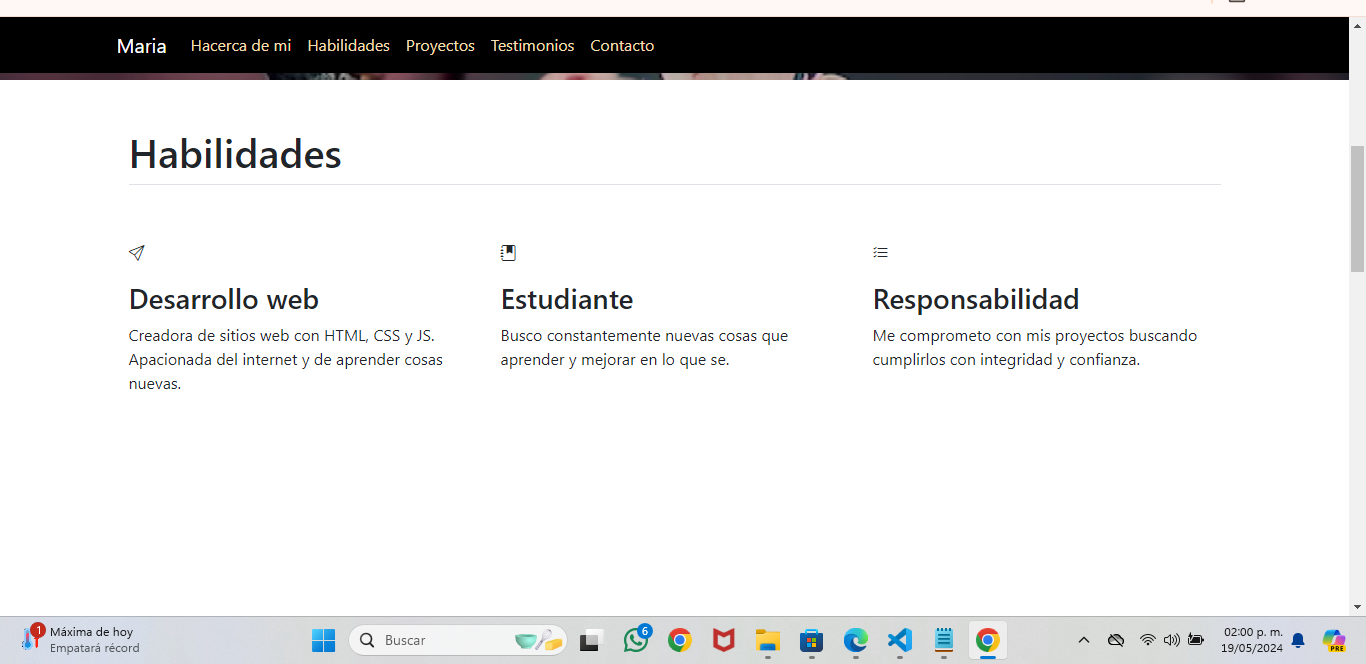 Maria Hacerca de mi Habilidades Proyectos Testimonios Contacto
Habilidades
Desarrollo web
Creadora de sitios web con HTML, CSS y JS.
Apacionada del internet y de aprender cosas
nuevas.
Estudiante
Busco constantemente nuevas cosas que
aprender y mejorar en lo que se.
Responsabilidad
Me comprometo con mis proyectos buscando
cumplirlos con integridad y confianza.
1
Máxima de hoy
Empatará récord
Buscar
6
02:00 p. m.
19/05/2024
PRE